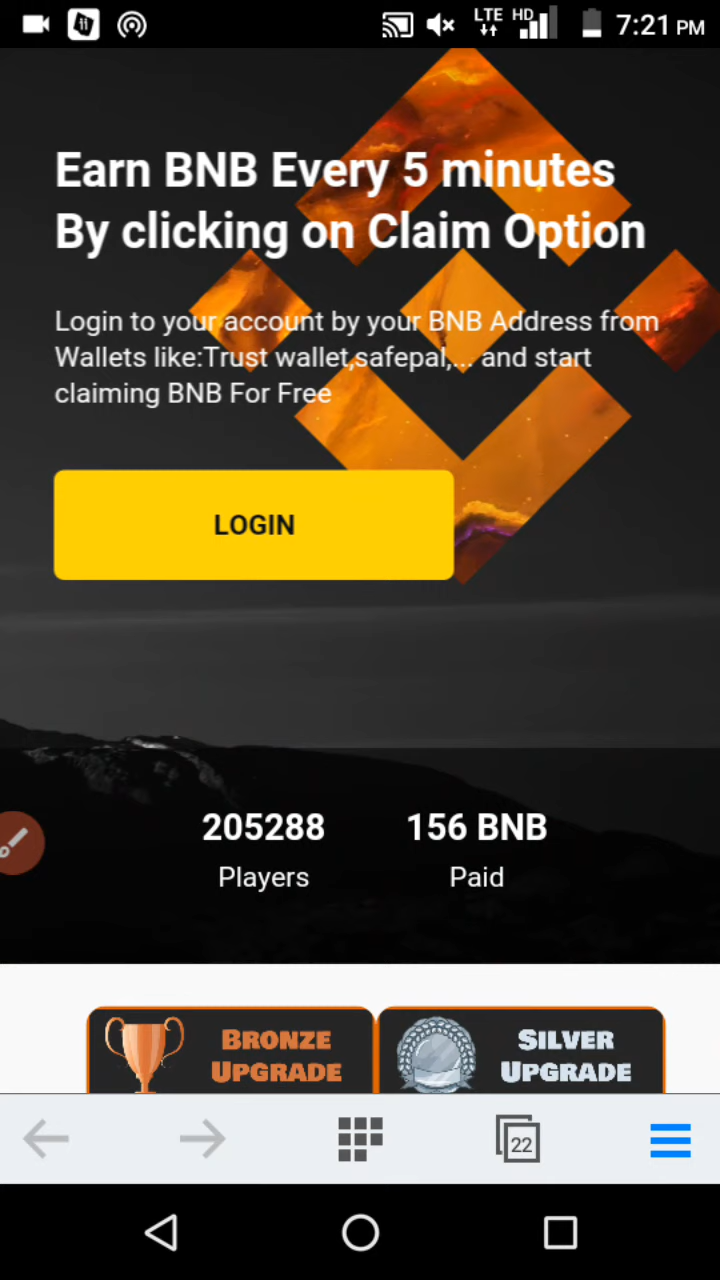 LTE HD 7:21 PM
Earn BNB Every 5 minutes
By clicking on Claim Option
Login to your account by your BNB Address from
Wallets like:Trust wallet,safepal,... and start
claiming BNB For Free
LOGIN
205288 156 BNB
Players Paid
BRONZE SILVER
UPGRADE UPGRADE
22